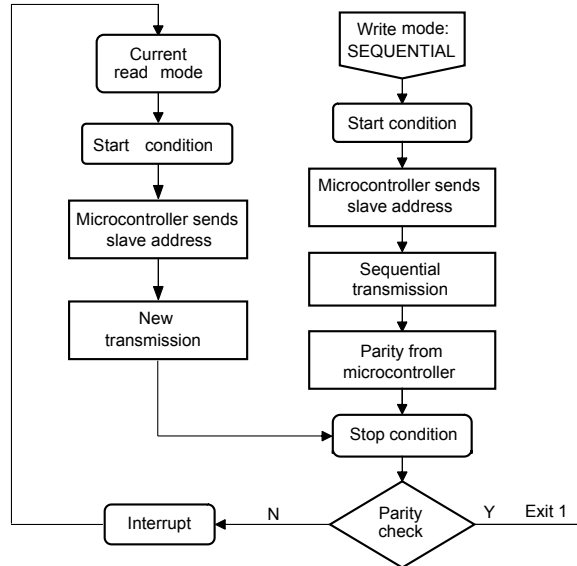 Current
read mode
Start condition
Microcontroller sends
slave address
New
transmission
Write mode:
SEQUENTIAL
Start condition
Microcontroller sends
slave address
Sequential
transmission
Parity from
microcontroller
Stop condition
Parity
check
N
Interrupt
Y
Exit 1